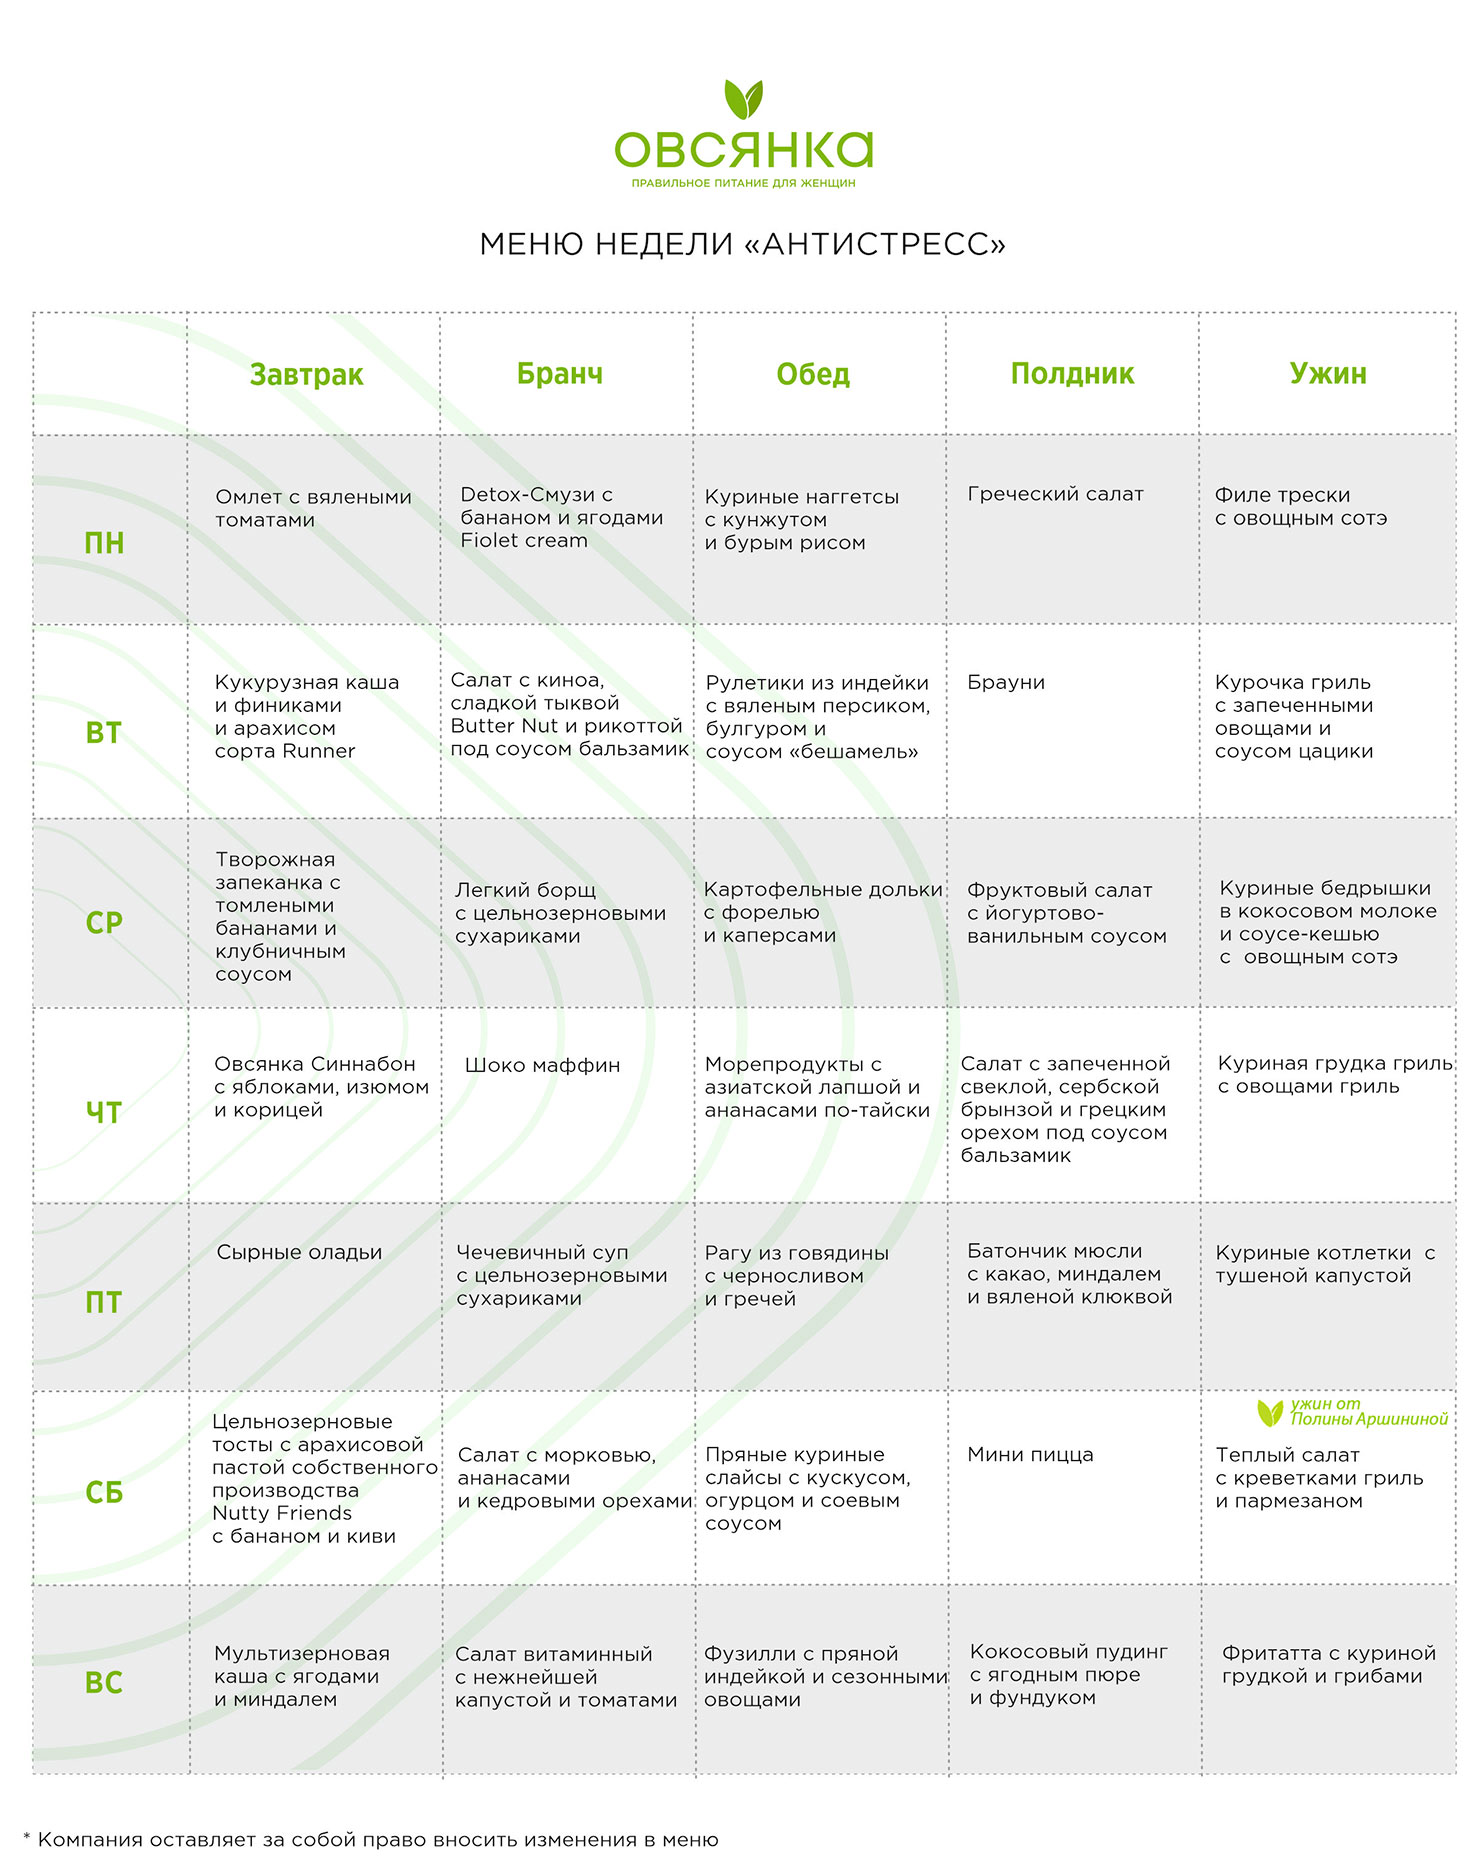 ОВСЯНКА
ПРАВИЛЬНОЕ ПИТАНИЕ ДЛЯ ЖЕНЩИН
МЕНЮ НЕДЕЛИ «АНТИСТРЕСС»
Завтрак
Бранч
Обед
Полдник
Ужин
ПН
Омлет с вялеными
томатами
Detox-Смузи с
бананом и ягодами
Fiolet cream
Куриные наггетсы
с кунжутом
и бурым рисом
Греческий салат
Филе трески
с овощным сотэ
ВТ
Кукурузная каша
и финиками
и арахисом
сорта Runner
Салат с киноа,
сладкой тыквой
Butter Nut и рикоттой
под соусом бальзамик
Рулетики из индейки
с вяленым персиком,
булгуром и
соусом «бешамель»
Брауни
Курочка гриль
с запеченными
овощами и
соусом цацики
СР
Творожная
запеканка с
томлеными
бананами и
клубничным
соусом
Легкий борщ
с цельнозерновыми
сухариками
Картофельные дольки
с форелью
и каперсами
Фруктовый салат
с йогуртово-
ванильным соусом
Куриные бедрышки
в кокосовом молоке
и соусе-кешью
с  овощным сотэ
ЧТ
Овсянка Синнабон
с яблоками, изюмом
и корицей
Шоко маффин
Морепродукты с
азиатской лапшой и
ананасами по-тайски
Салат с запеченной
свеклой, сербской
брынзой и грецким
орехом под соусом
бальзамик
Куриная грудка гриль
с овощами гриль
ПТ
Сырные оладьи
Чечевичный суп
с цельнозерновыми
сухариками
Рагу из говядины
с черносливом
и гречей
Батончик мюсли
с какао, миндалем
и вяленой клюквой
Куриные котлетки  с
тушеной капустой
СБ
Цельнозерновые
тосты с арахисовой
пастой собственного
производства
Nutty Friends
с бананом и киви
Салат с морковью,
ананасами
и кедровыми орехами
Пряные куриные
слайсы с кускусом,
огурцом и соевым
соусом
Мини пицца
ужин от
Полины Аршининой
Теплый салат
с креветками гриль
и пармезаном
ВС
Мультизерновая
каша с ягодами
и миндалем
Салат витаминный
с нежнейшей
капустой и томатами
Фузилли с пряной
индейкой и сезонными
овощами
Кокосовый пудинг
с ягодным пюре
и фундуком
Фритатта с куриной
грудкой и грибами
* Компания оставляет за собой право вносить изменения в меню